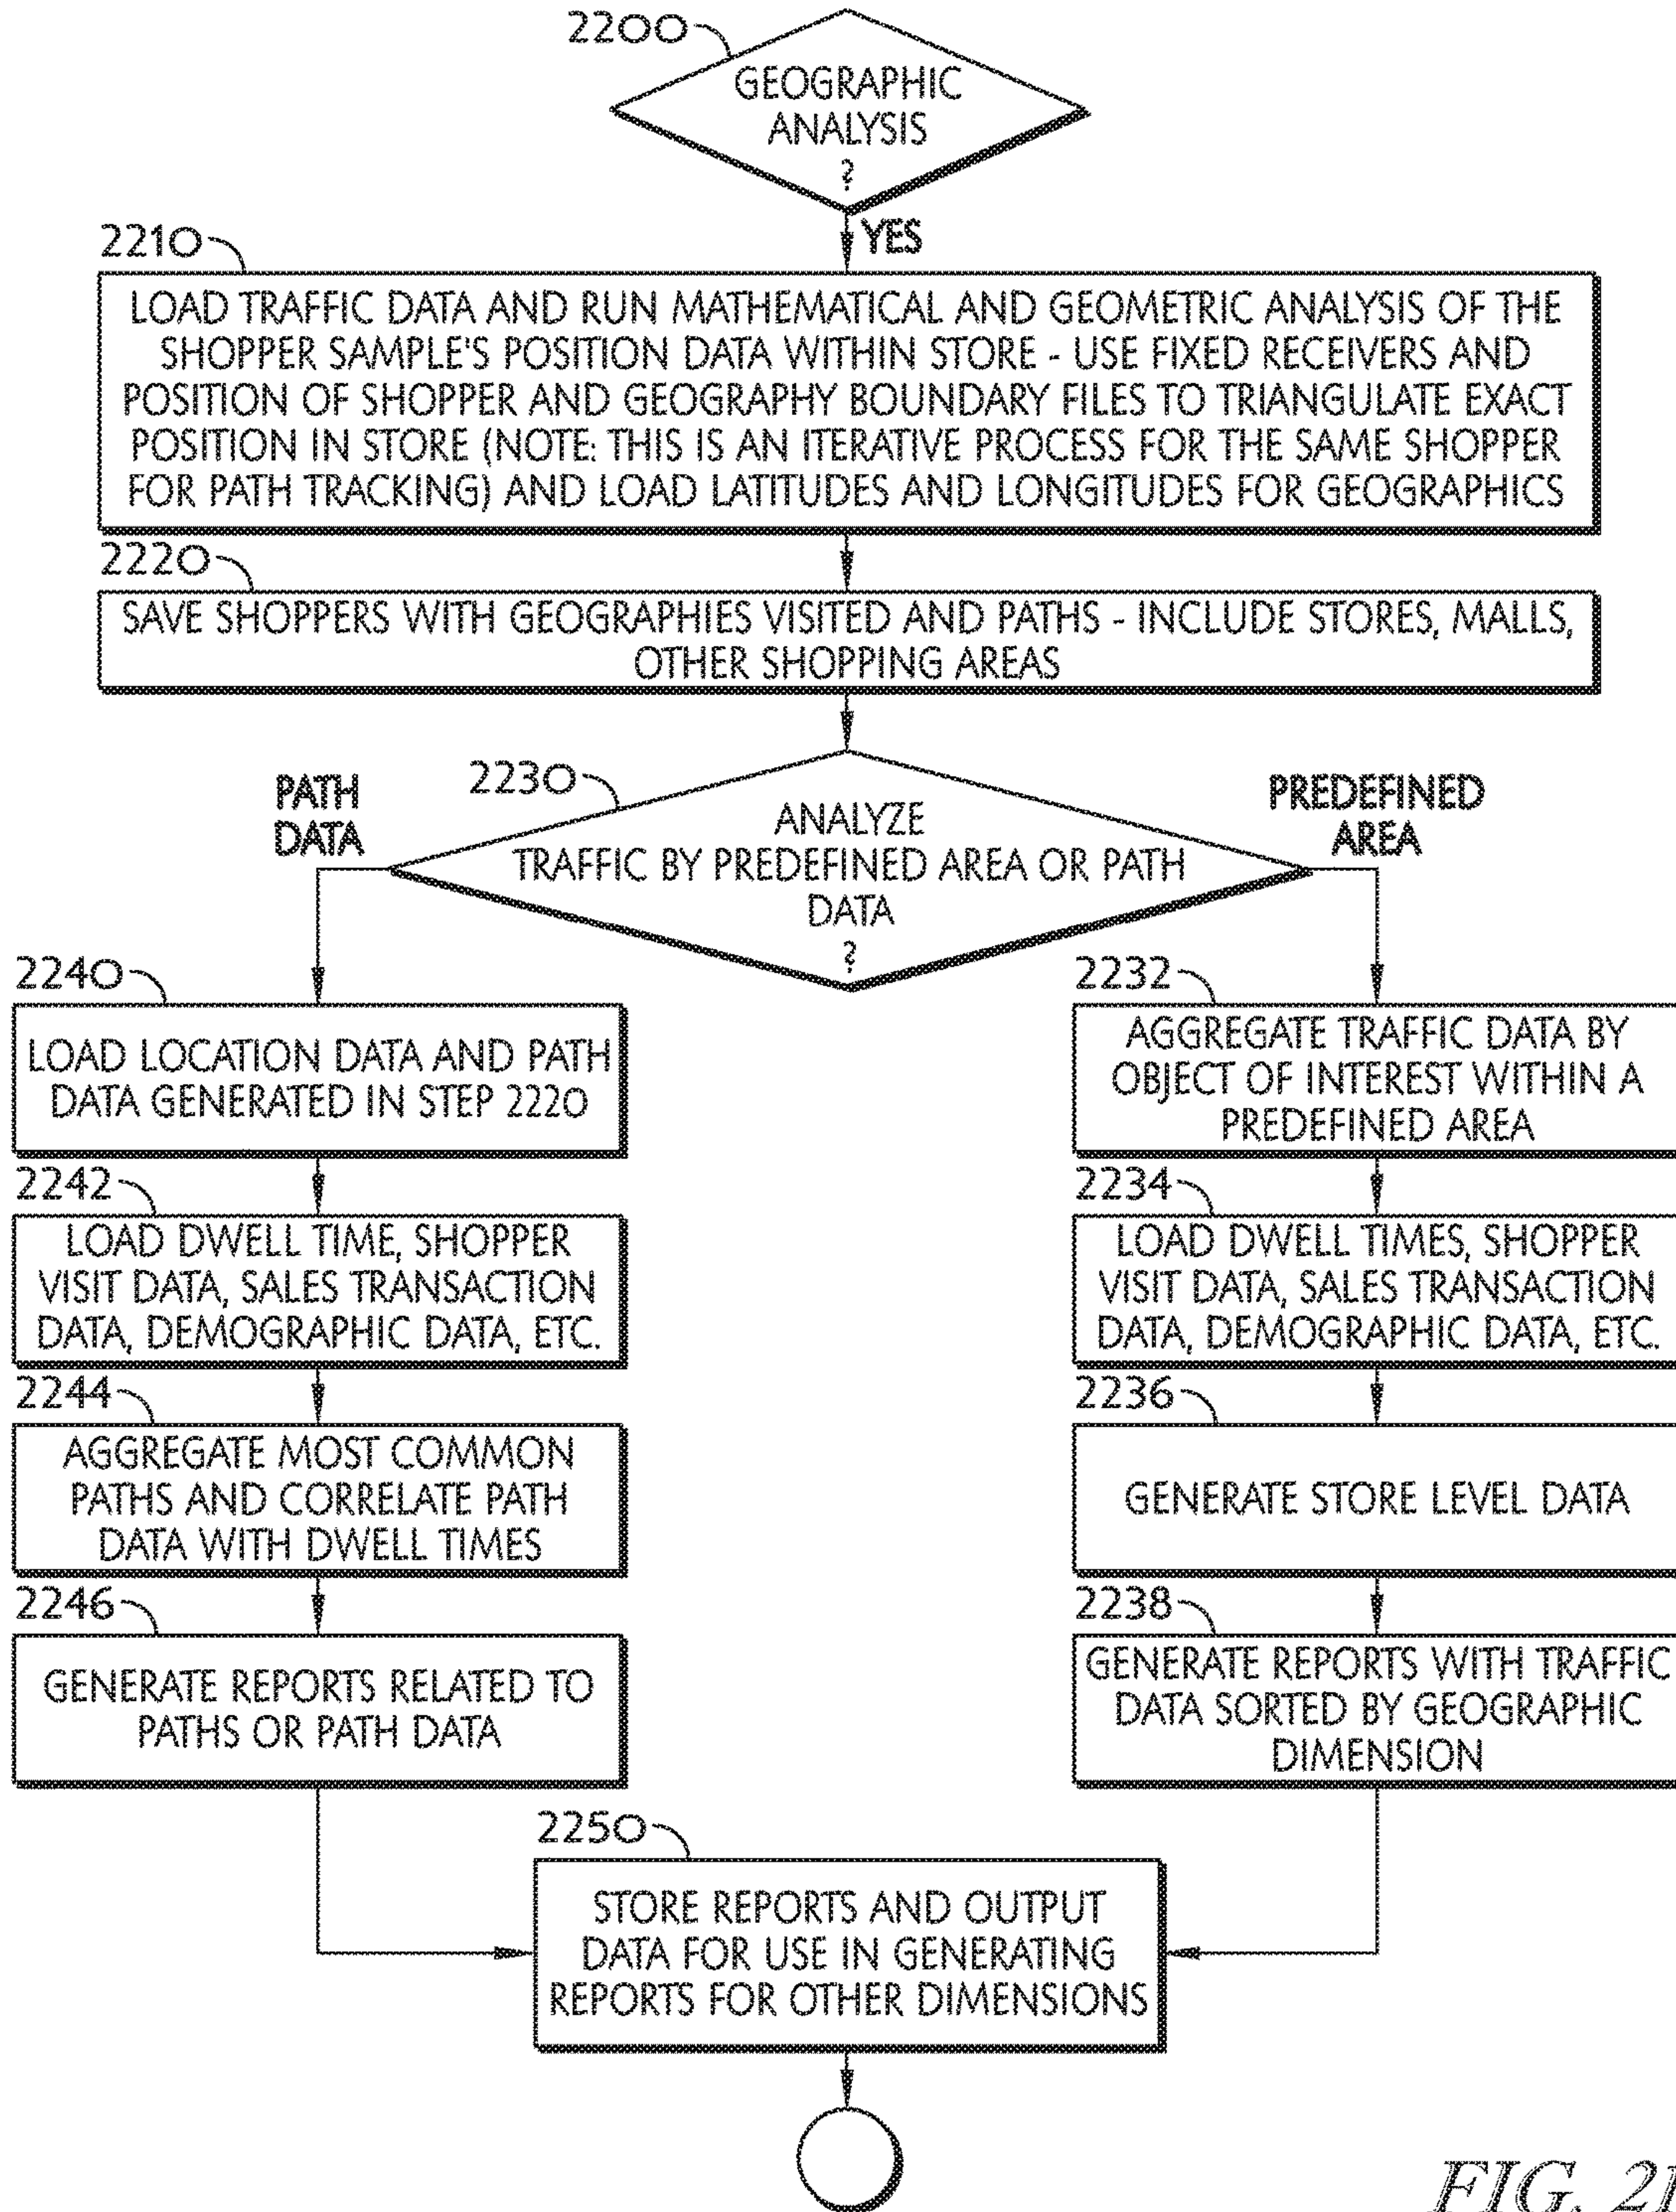 2200
GEOGRAPHIC
ANALYSIS
?
YES
2210
LOAD TRAFFIC DATA AND RUN MATHEMATICAL AND GEOMETRIC ANALYSIS OF THE
SHOPPER SAMPLE'S POSITION DATA WITHIN STORE - USE FIXED RECEIVERS AND
POSITION OF SHOPPER AND GEOGRAPHY BOUNDARY FILES TO TRIANGULATE EXACT
POSITION IN STORE (NOTE: THIS IS AN ITERATIVE PROCESS FOR THE SAME SHOPPER
FOR PATH TRACKING) AND LOAD LATITUDES AND LONGITUDES FOR GEOGRAPHICS
2220
SAVE SHOPPERS WITH GEOGRAPHIES VISITED AND PATHS - INCLUDE STORES, MALLS,
OTHER SHOPPING AREAS
2230
ANALYZE
TRAFFIC BY PREDEFINED AREA OR PATH
DATA
?
PATH
DATA
PREDEFINED
AREA
2240
LOAD LOCATION DATA AND PATH
DATA GENERATED IN STEP 2220
2242
LOAD DWELL TIME, SHOPPER
VISIT DATA, SALES TRANSACTION
DATA, DEMOGRAPHIC DATA, ETC.
2244
AGGREGATE MOST COMMON
PATHS AND CORRELATE PATH
DATA WITH DWELL TIMES
2246
GENERATE REPORTS RELATED TO
PATHS OR PATH DATA
2232
AGGREGATE TRAFFIC DATA BY
OBJECT OF INTEREST WITHIN A
PREDEFINED AREA
2234
LOAD DWELL TIMES, SHOPPER
VISIT DATA, SALES TRANSACTION
DATA, DEMOGRAPHIC DATA, ETC.
2236
GENERATE STORE LEVEL DATA
2238
GENERATE REPORTS WITH TRAFFIC
DATA SORTED BY GEOGRAPHIC
DIMENSION
2250
STORE REPORTS AND OUTPUT
DATA FOR USE IN GENERATING
REPORTS FOR OTHER DIMENSIONS
FIG.